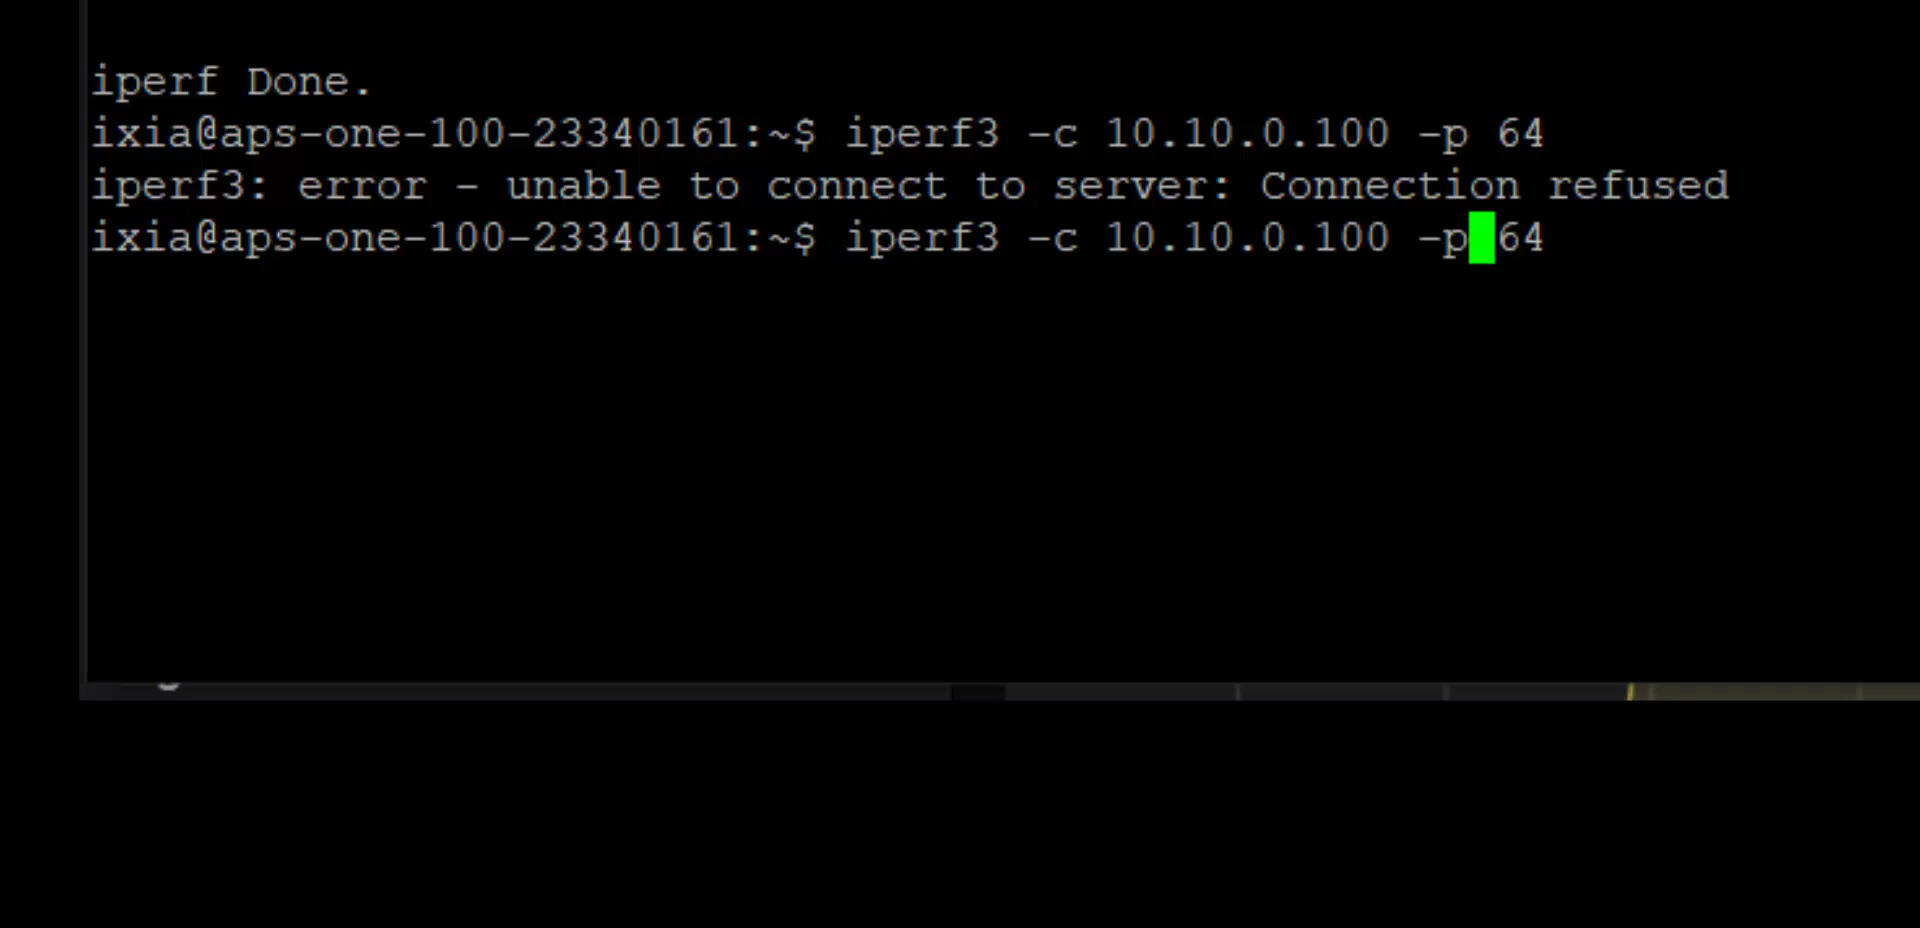 iperf Done.
ixia@aps-one-100-23340161:~$ iperf3 -c 10.10.0.100 -p 64
iperf3: error - unable to connect to server: Connection refused
ixia@aps-one-100-23340161:~$ iperf3 -c 10.10.0.100 -p 64